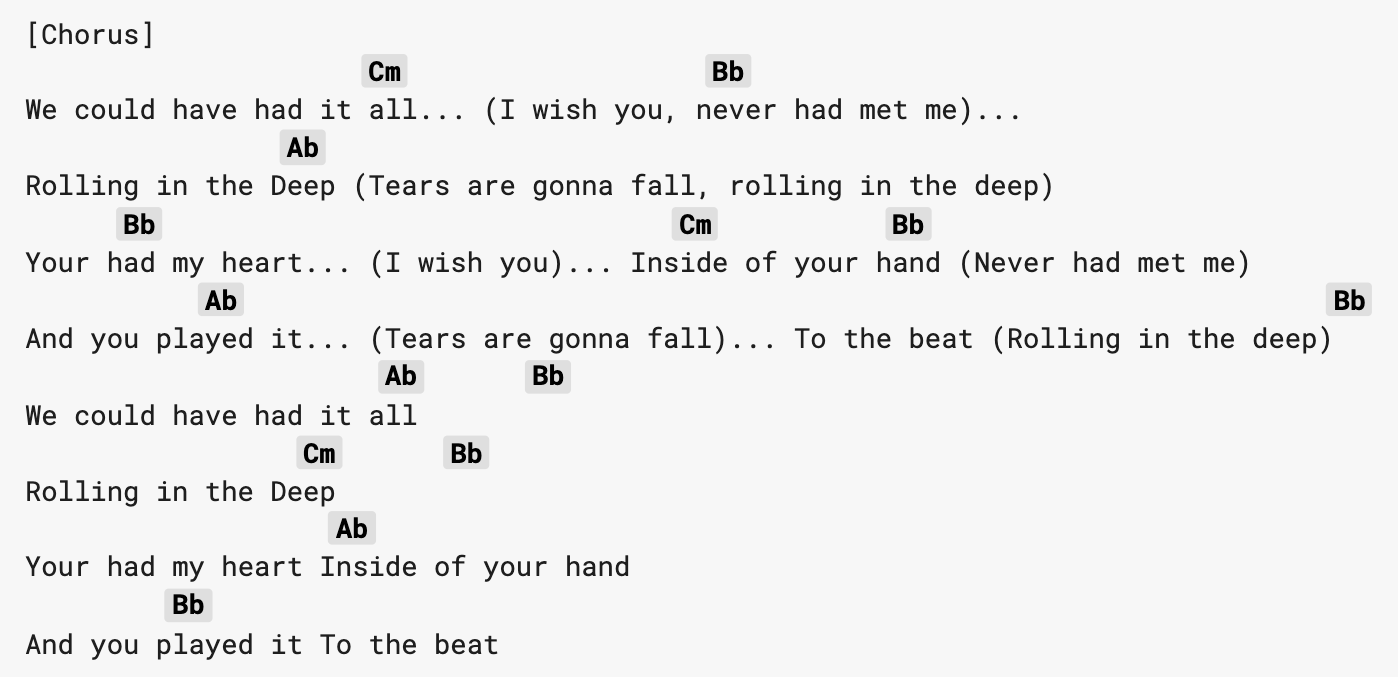 [Chorus]
Cm Bb
We could have had it all... (I wish you, never had met me)...
Ab
Rolling in the Deep (Tears are gonna fall, rolling in the deep)
Bb Cm Bb
Your had my heart... (I wish you)... Inside of your hand (Never had met me)
Ab Bb
And you played it... (Tears are gonna fall)... To the beat (Rolling in the deep)
Ab Bb
We could have had it all
Cm Bb
Rolling in the Deep
Ab
Your had my heart Inside of your hand
Bb
And you played it To the beat